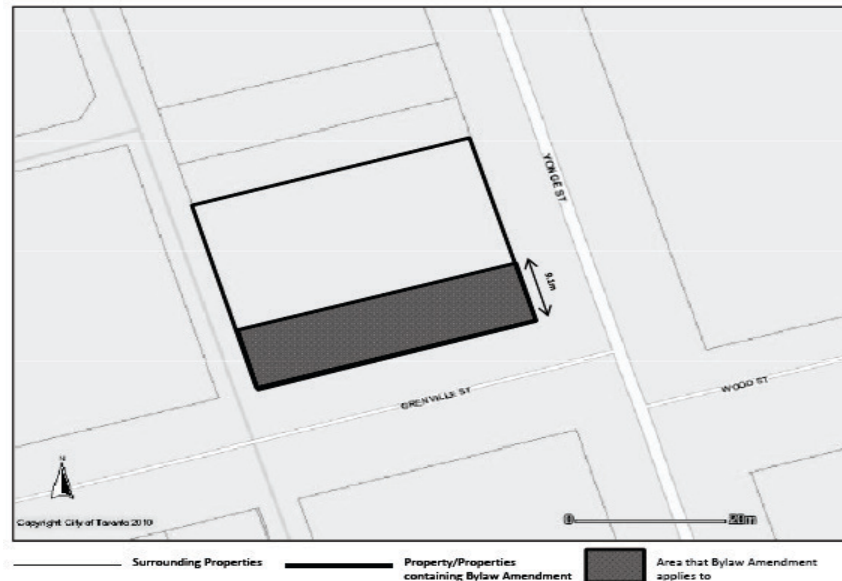 YONGE ST
9.1m
GRENVILLE ST
WOOD ST
N
Copyright: City of Toronto 2010
0 20m
Surrounding Properties
Property/Properties
containing Bylaw Amendment
Area that Bylaw Amendment
applies to